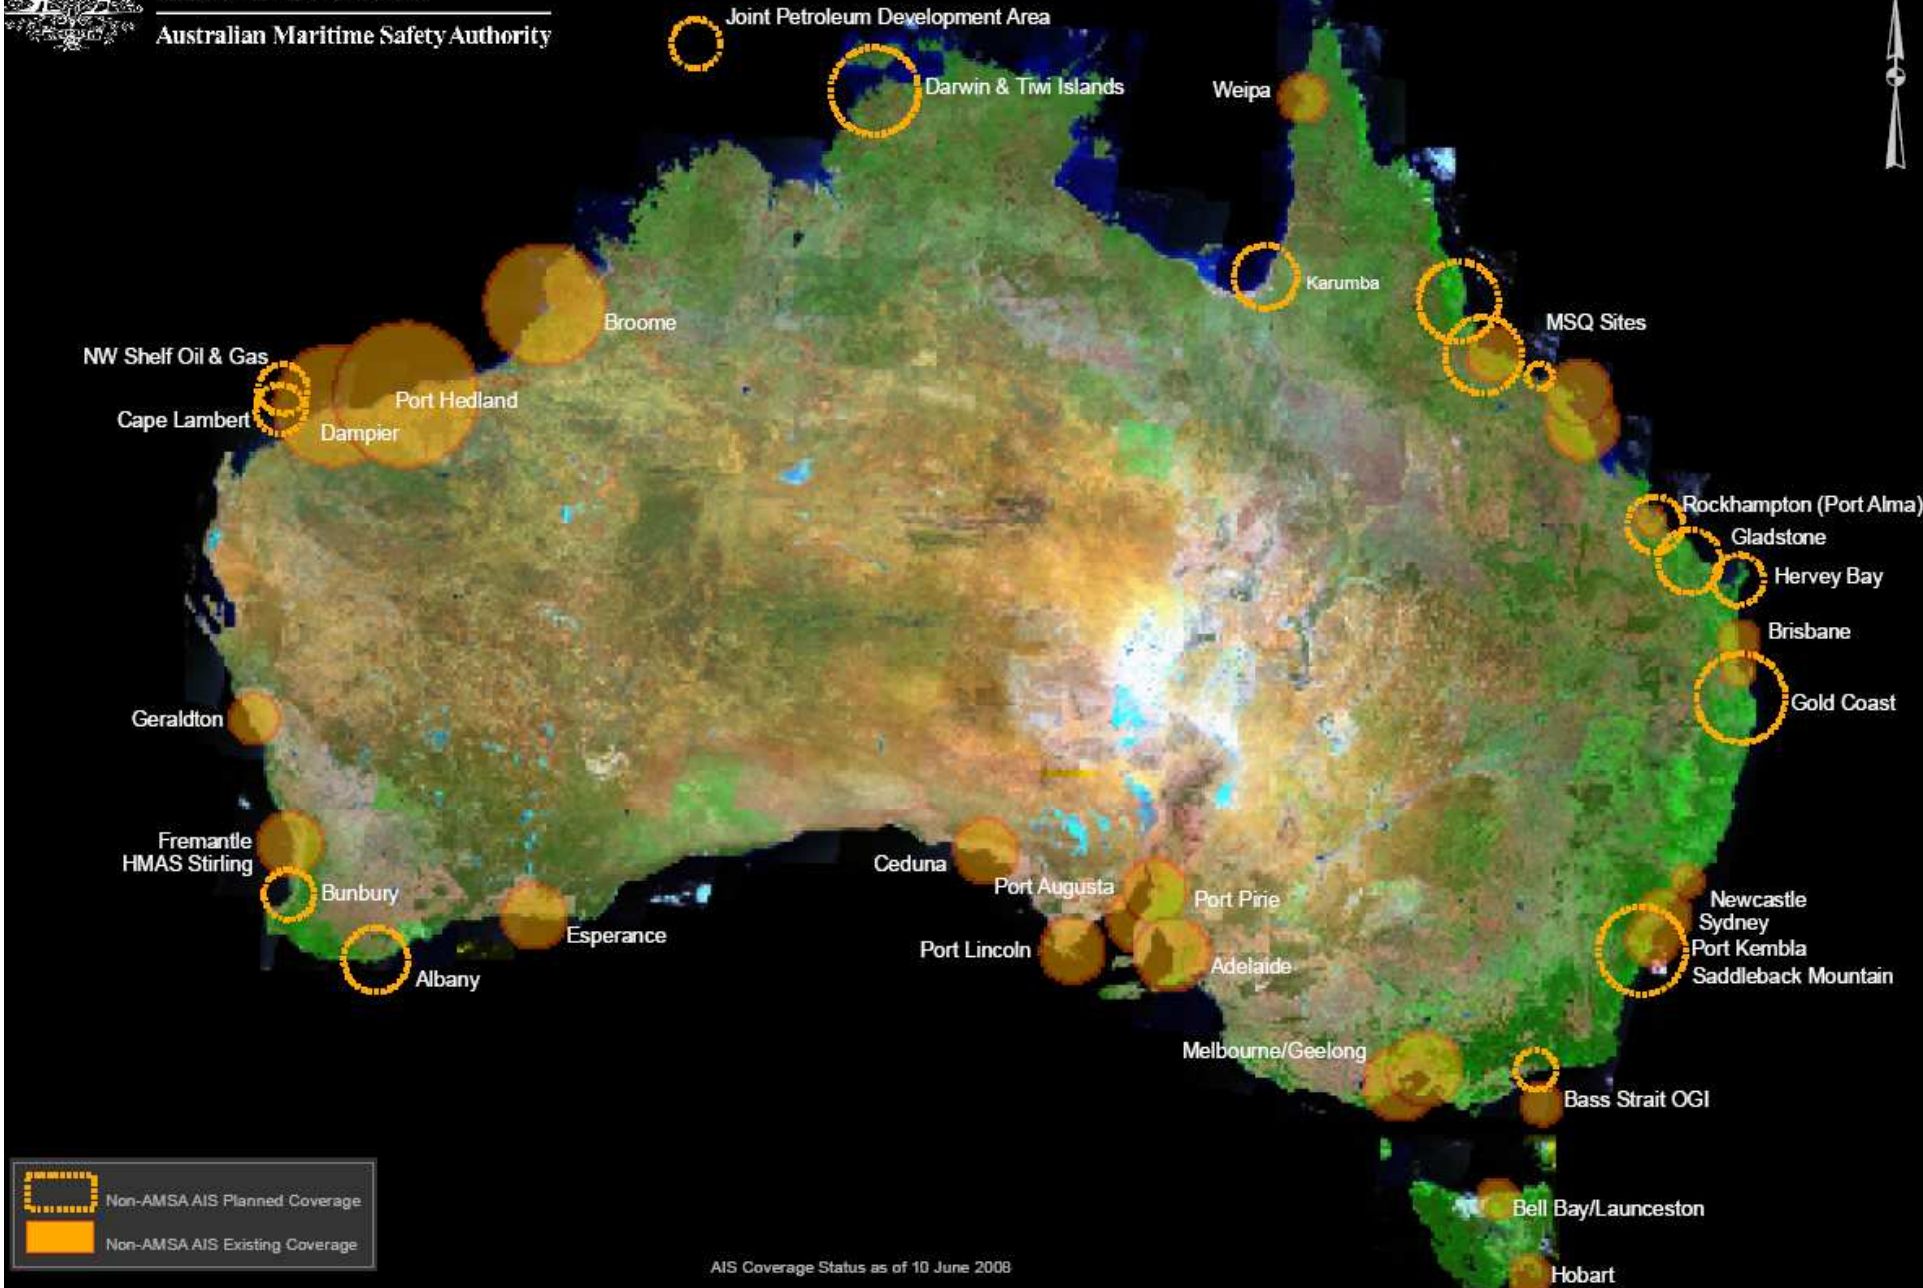 Australian Maritime Safety Authority
Joint Petroleum Development Area
Darwin & Tiwi Islands
Weipa
Karumba
Broome
MSQ Sites
NW Shelf Oil & Gas
Port Hedland
Cape Lambert
Dampier
Rockhampton (Port Alma)
Gladstone
Hervey Bay
Brisbane
Gold Coast
Geraldton
Fremantle
HMAS Stirling
Bunbury
Ceduna
Port Augusta
Port Pirie
Newcastle
Sydney
Port Kembla
Saddleback Mountain
Esperance
Port Lincoln
Adelaide
Albany
Melbourne/Geelong
Bass Strait OGI
Bell Bay/Launceston
Hobart
Non-AMSA AIS Planned Coverage
Non-AMSA AIS Existing Coverage
AIS Coverage Status as of 10 June 2008